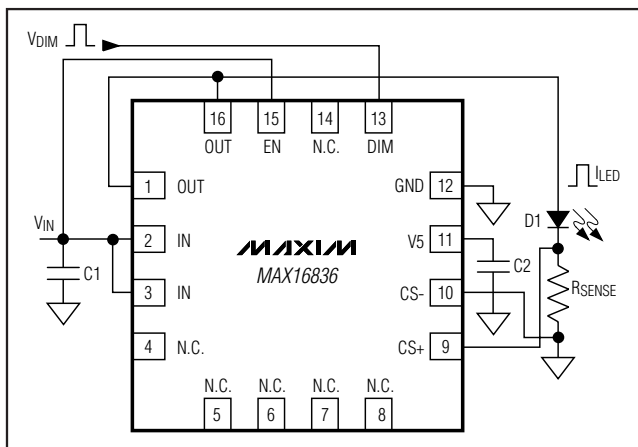 VDIM
16 15 14 13
OUT EN N.C. DIM
1 OUT
GND 12
ILED
VIN
2 IN
V5 11
D1
MAXIM
MAX16836
C1
C2
3 IN
CS- 10
RSENSE
4 N.C.
CS+ 9
N.C. N.C. N.C. N.C.
5 6 7 8